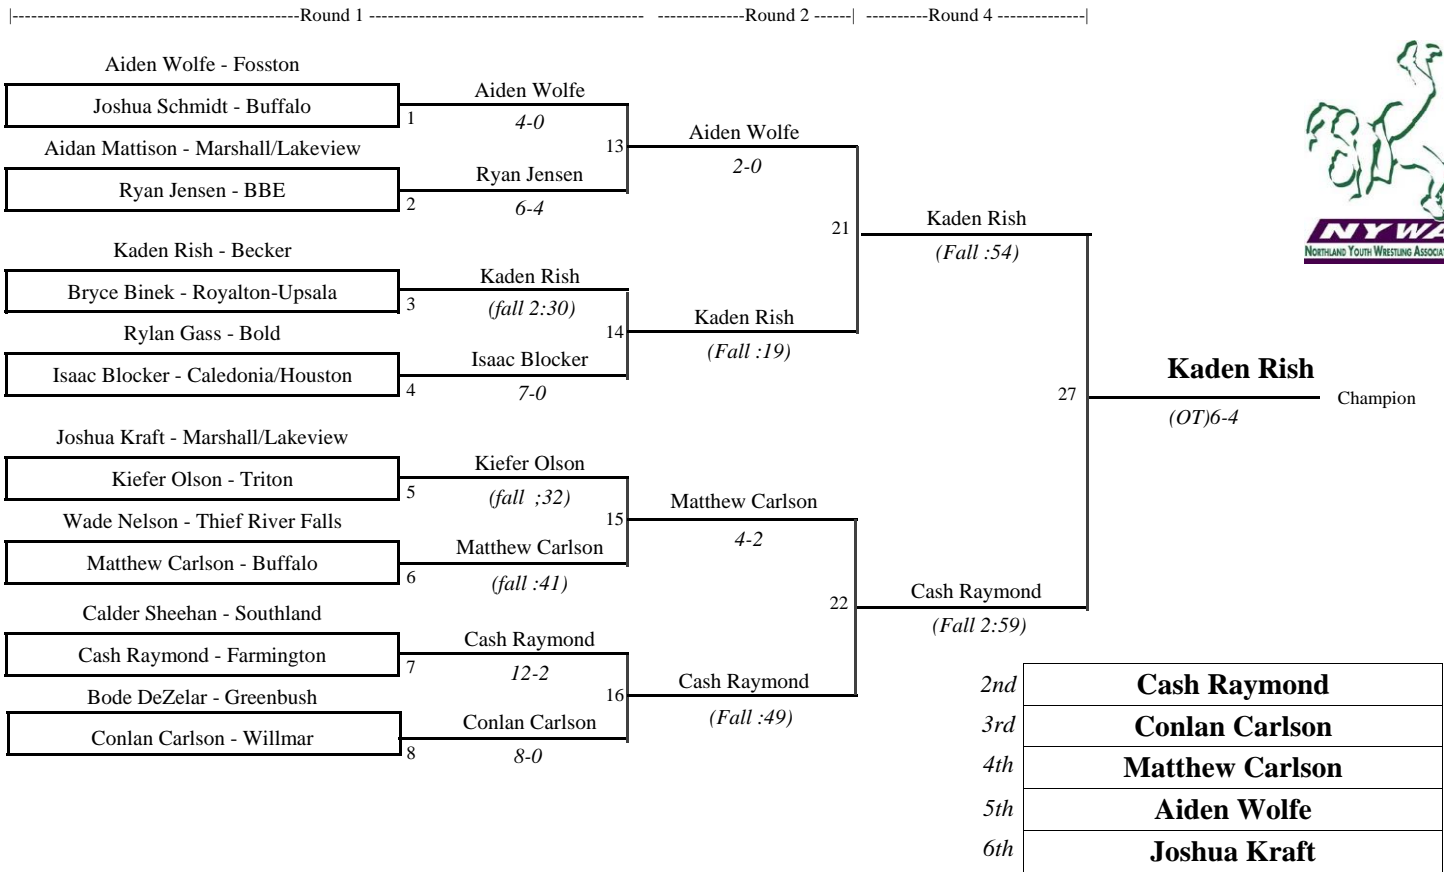 |--------------------------------------------Round 1 ------------------------------------------ --------------Round 2 ------| ----------Round 4 --------------|
Aiden Wolfe - Fosston
Joshua Schmidt - Buffalo
1
Aidan Mattison - Marshall/Lakeview
Ryan Jensen - BBE
2
Kaden Rish - Becker
Bryce Binek - Royalton-Upsala
3
Rylan Gass - Bold
Isaac Blocker - Caledonia/Houston
4
Joshua Kraft - Marshall/Lakeview
Kiefer Olson - Triton
5
Wade Nelson - Thief River Falls
Matthew Carlson - Buffalo
6
Calder Sheehan - Southland
Cash Raymond - Farmington
7
Bode DeZelar - Greenbush
Conlan Carlson - Willmar
8
Aiden Wolfe
4-0
13
Ryan Jensen
6-4
Kaden Rish
(fall 2:30)
14
Isaac Blocker
7-0
Kiefer Olson
(fall ;32)
15
Matthew Carlson
(fall :41)
Cash Raymond
12-2
16
Conlan Carlson
8-0
Aiden Wolfe
2-0
21
Kaden Rish
(Fall :19)
Matthew Carlson
4-2
22
Cash Raymond
(Fall :49)
Kaden Rish
(Fall :54)
27
Cash Raymond
(Fall 2:59)
Kaden Rish
Champion
(OT)6-4
NYWA
NORTHLAND YOUTH WRESTLING
2nd Cash Raymond
3rd Conlan Carlson
4th Matthew Carlson
5th Aiden Wolfe
6th Joshua Kraft